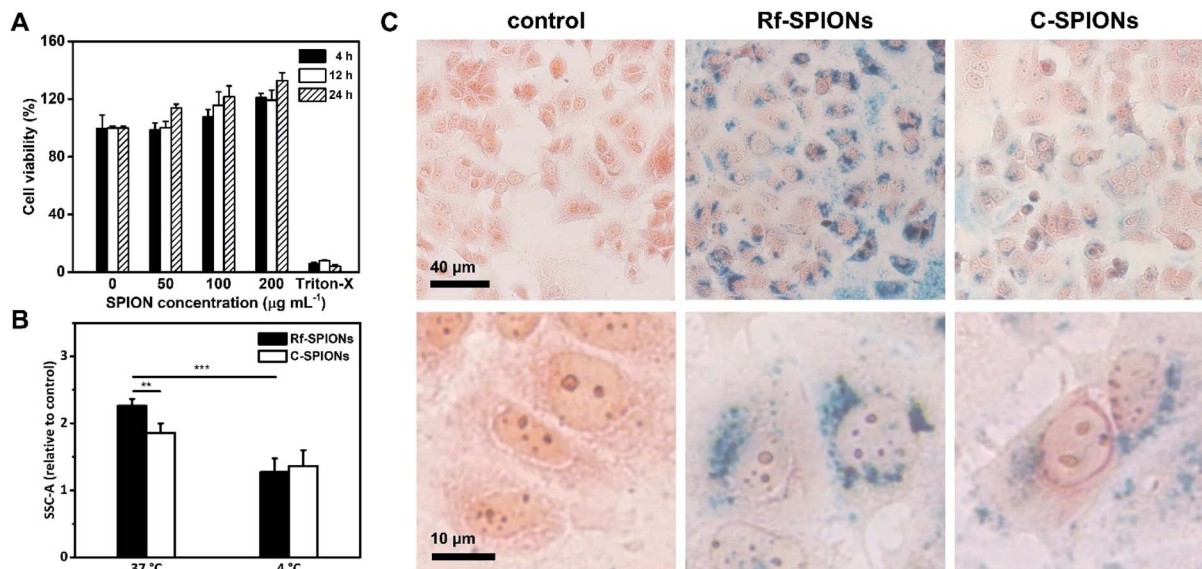 A
Cell viability (%)
160
120
80
40
0
4 h
12 h
24 h
0 50 100 200 Triton-X
SPION concentration (µg mL⁻¹)
B
SSC-A (relative to control)
3
2
1
0
Rf-SPIONs
C-SPIONs
***
**
37 °C 4 °C
C
control Rf-SPIONs C-SPIONs
40 µm
10 µm